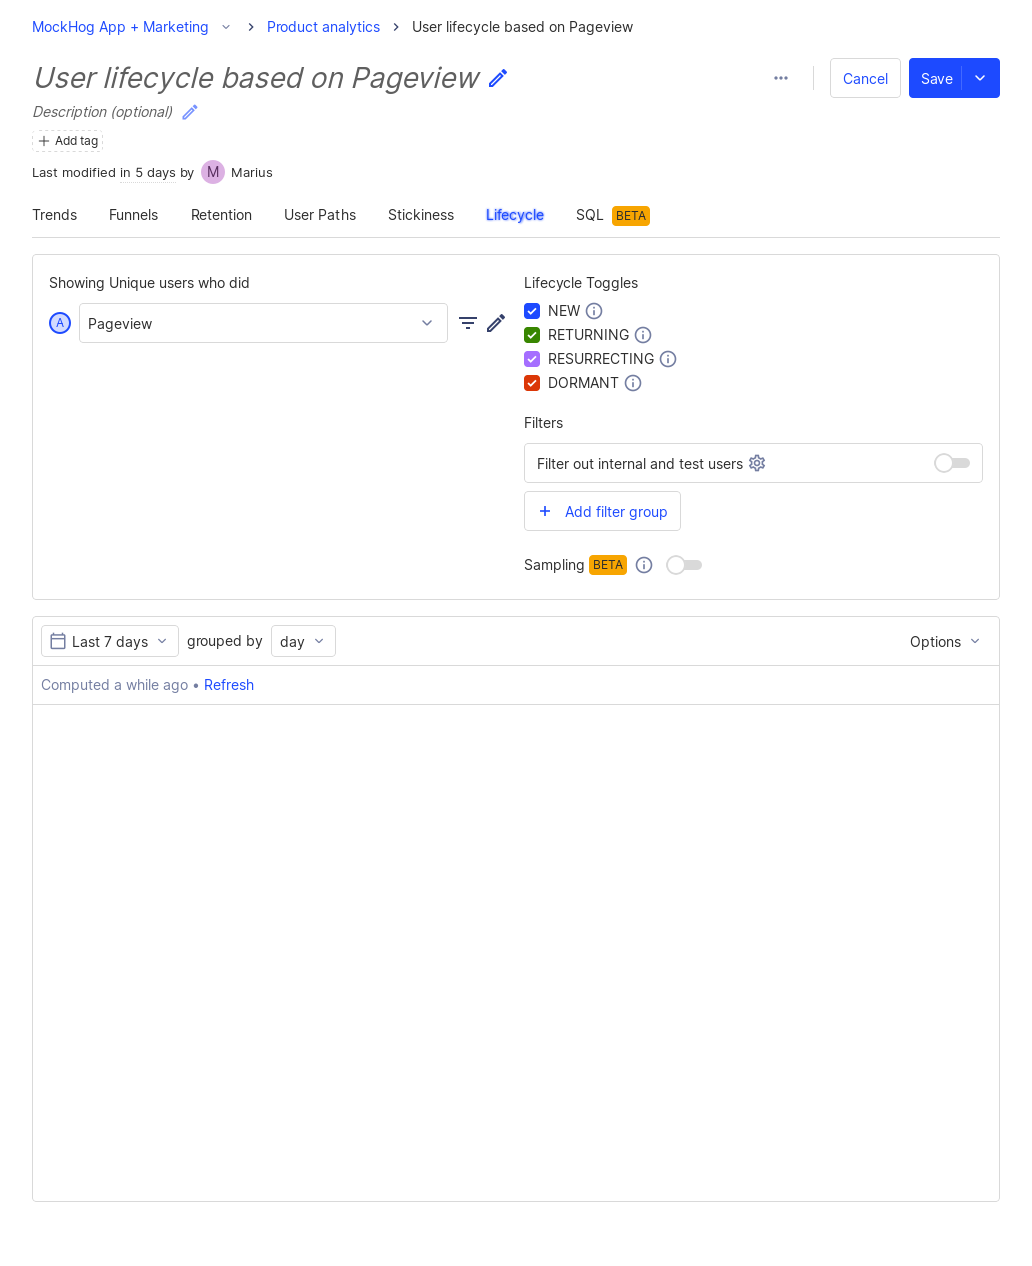 MockHog App + Marketing Product analytics User lifecycle based on Pageview
User lifecycle based on Pageview
Cancel Save
Description (optional)
Add tag
Last modified in 5 days by M Marius
Trends Funnels Retention User Paths Stickiness Lifecycle SQL BETA
Showing Unique users who did
A Pageview
Lifecycle Toggles
NEW
RETURNING
RESURRECTING
DORMANT
Filters
Filter out internal and test users
Add filter group
Sampling BETA
Last 7 days grouped by day Options
Computed a while ago • Refresh